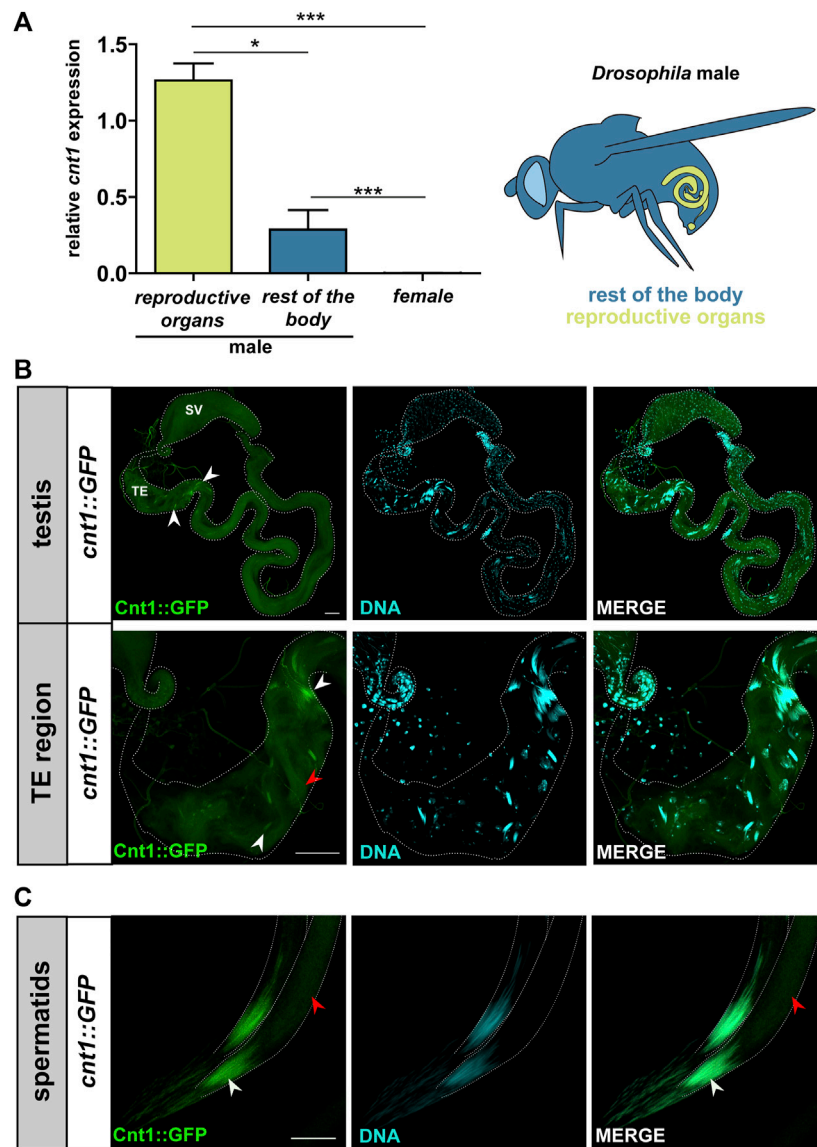 A
relative cnt1 expression
1.5
1.0
0.5
0.0
***
*
***
reproductive
organs
rest of the
body
female
male
Drosophila male
rest of the body
reproductive organs
B
testis
cnt1::GFP
SV
TE
Cnt1::GFP
DNA
MERGE
TE region
cnt1::GFP
Cnt1::GFP
DNA
MERGE
C
spermatids
cnt1::GFP
Cnt1::GFP
DNA
MERGE